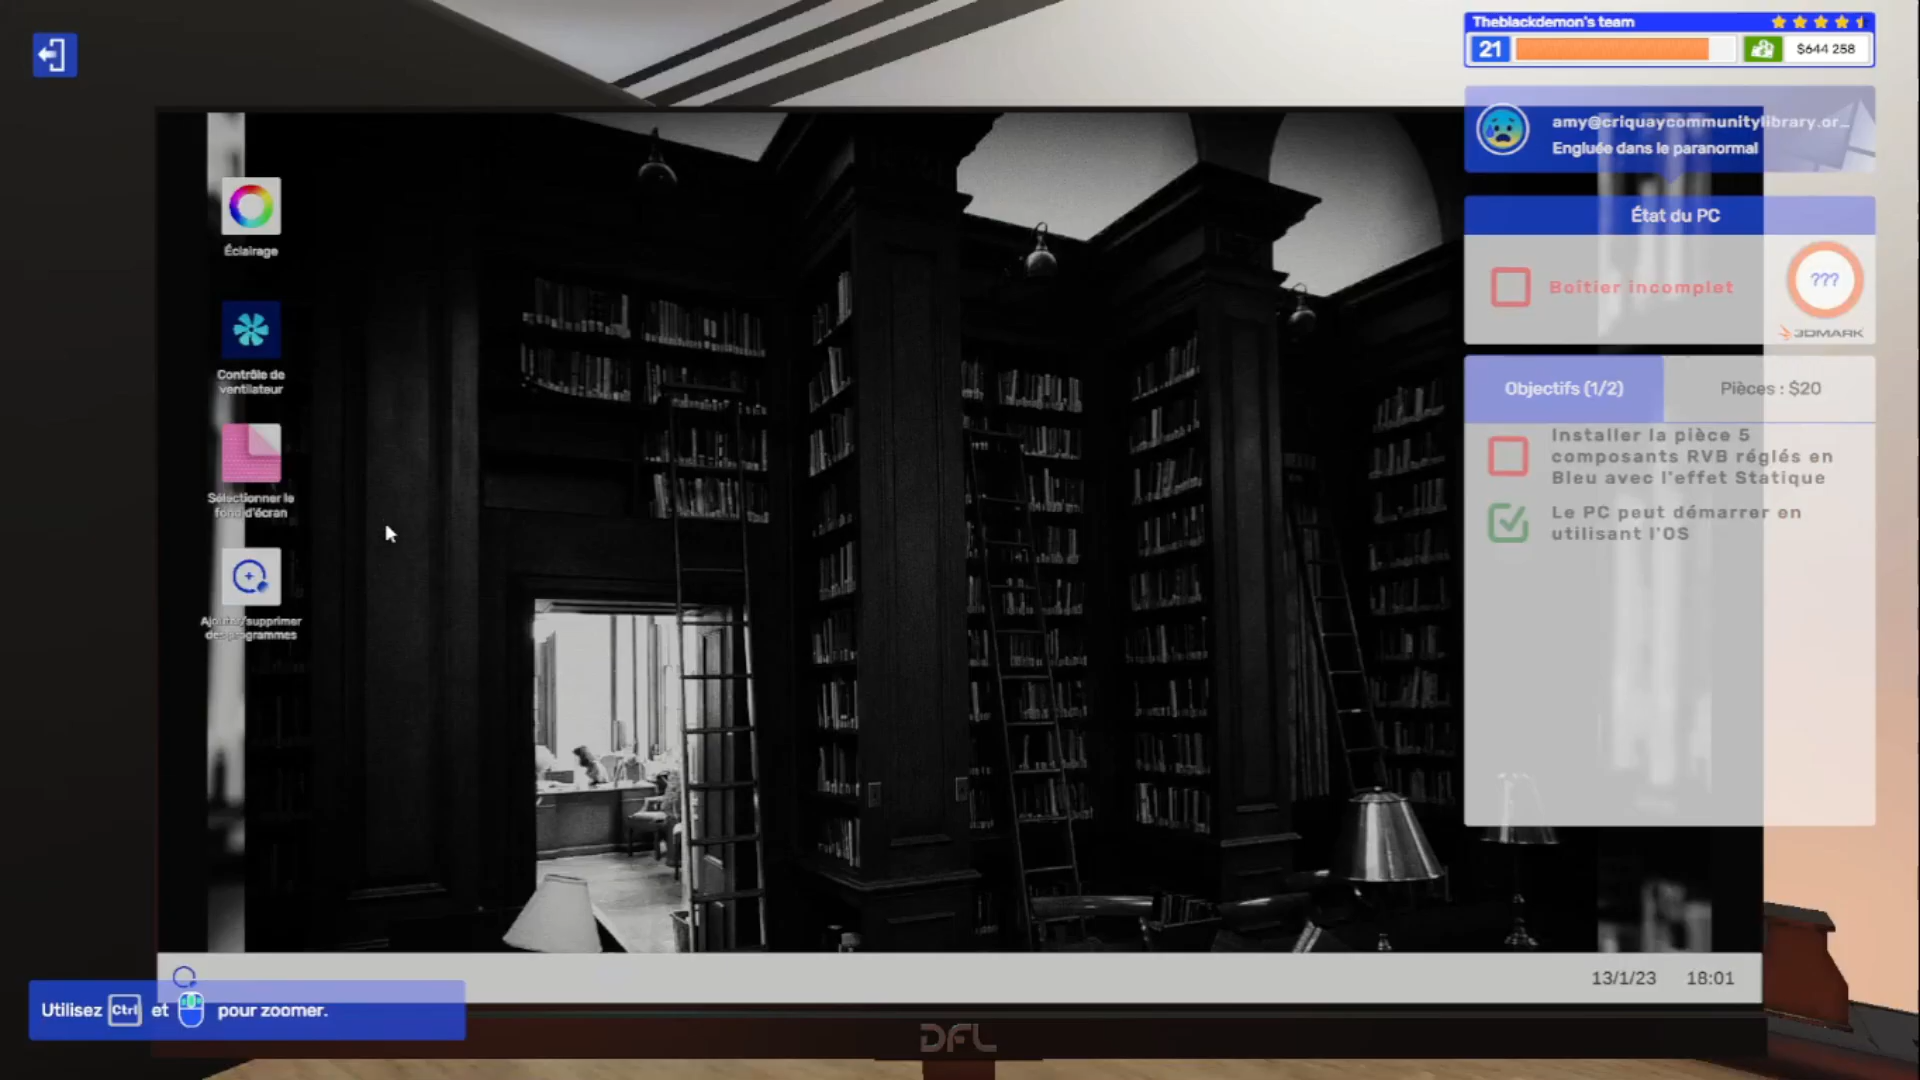 Theblackdemon's team
21
$644 258
amy@criquaycommunitylibrary.or...
Engluée dans le paranormal
État du PC
Boîtier incomplet
???
3DMARK
Objectifs (1/2)
Pièces : $20
Installer la pièce 5
composants RVB réglés en
Bleu avec l'effet Statique
Le PC peut démarrer en
utilisant l'OS
Éclairage
Contrôle de
ventilateur
Sélectionner le
fond d'écran
Ajouter/supprimer
des programmes
13/1/23 18:01
Utilisez Ctrl et pour zoomer.
DFL